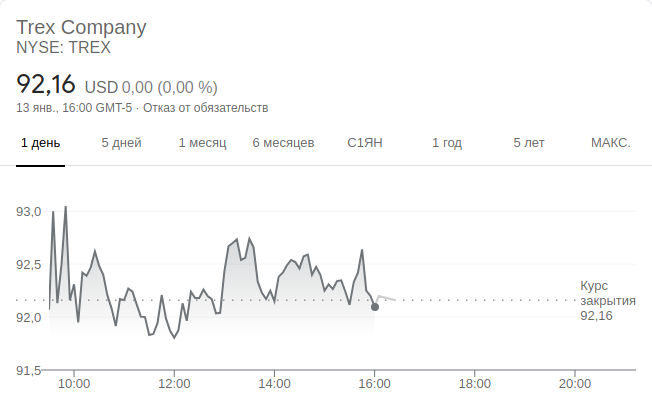 Trex Company
NYSE: TREX
92,16 USD 0,00 (0,00 %)
13 янв., 16:00 GMT-5 · Отказ от обязательств
1 день 5 дней 1 месяц 6 месяцев С1ЯН 1 год 5 лет МАКС.
93,0
92,5
Курс
закрытия
92,16
92,0
91,5
10:00 12:00 14:00 16:00 18:00 20:00